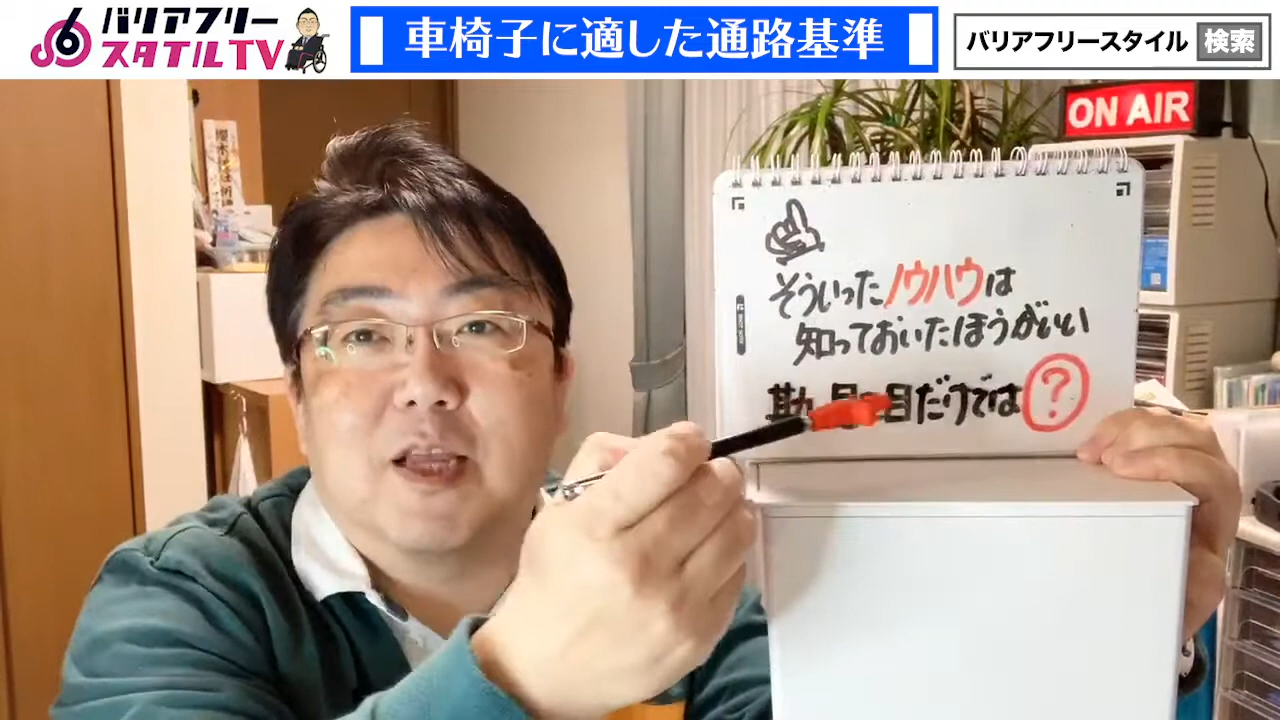 バリアフリー
スタイルTV
車椅子に適した通路基準
バリアフリースタイル 検索
ON AIR
そういったノウハウは
知っておいたほうがいい
勘 目だけでは?